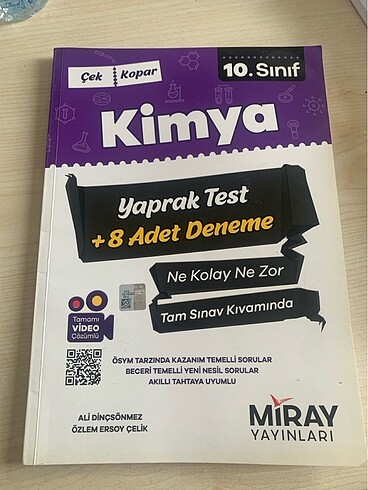 Çek Kopar
10. Sınıf
Kimya
Yaprak Test
+ 8 Adet Deneme
Ne Kolay Ne Zor
Tam Sınav Kıvamında
Tamamı
VİDEO
Çözümlü
ÖSYM TARZINDA KAZANIM TEMELLİ SORULAR
BECERİ TEMELLİ YENİ NESİL SORULAR
AKILLI TAHTAYA UYUMLU
ALİ DİNÇSÖNMEZ
ÖZLEM ERSOY ÇELİK
MİRAY
YAYINLARI